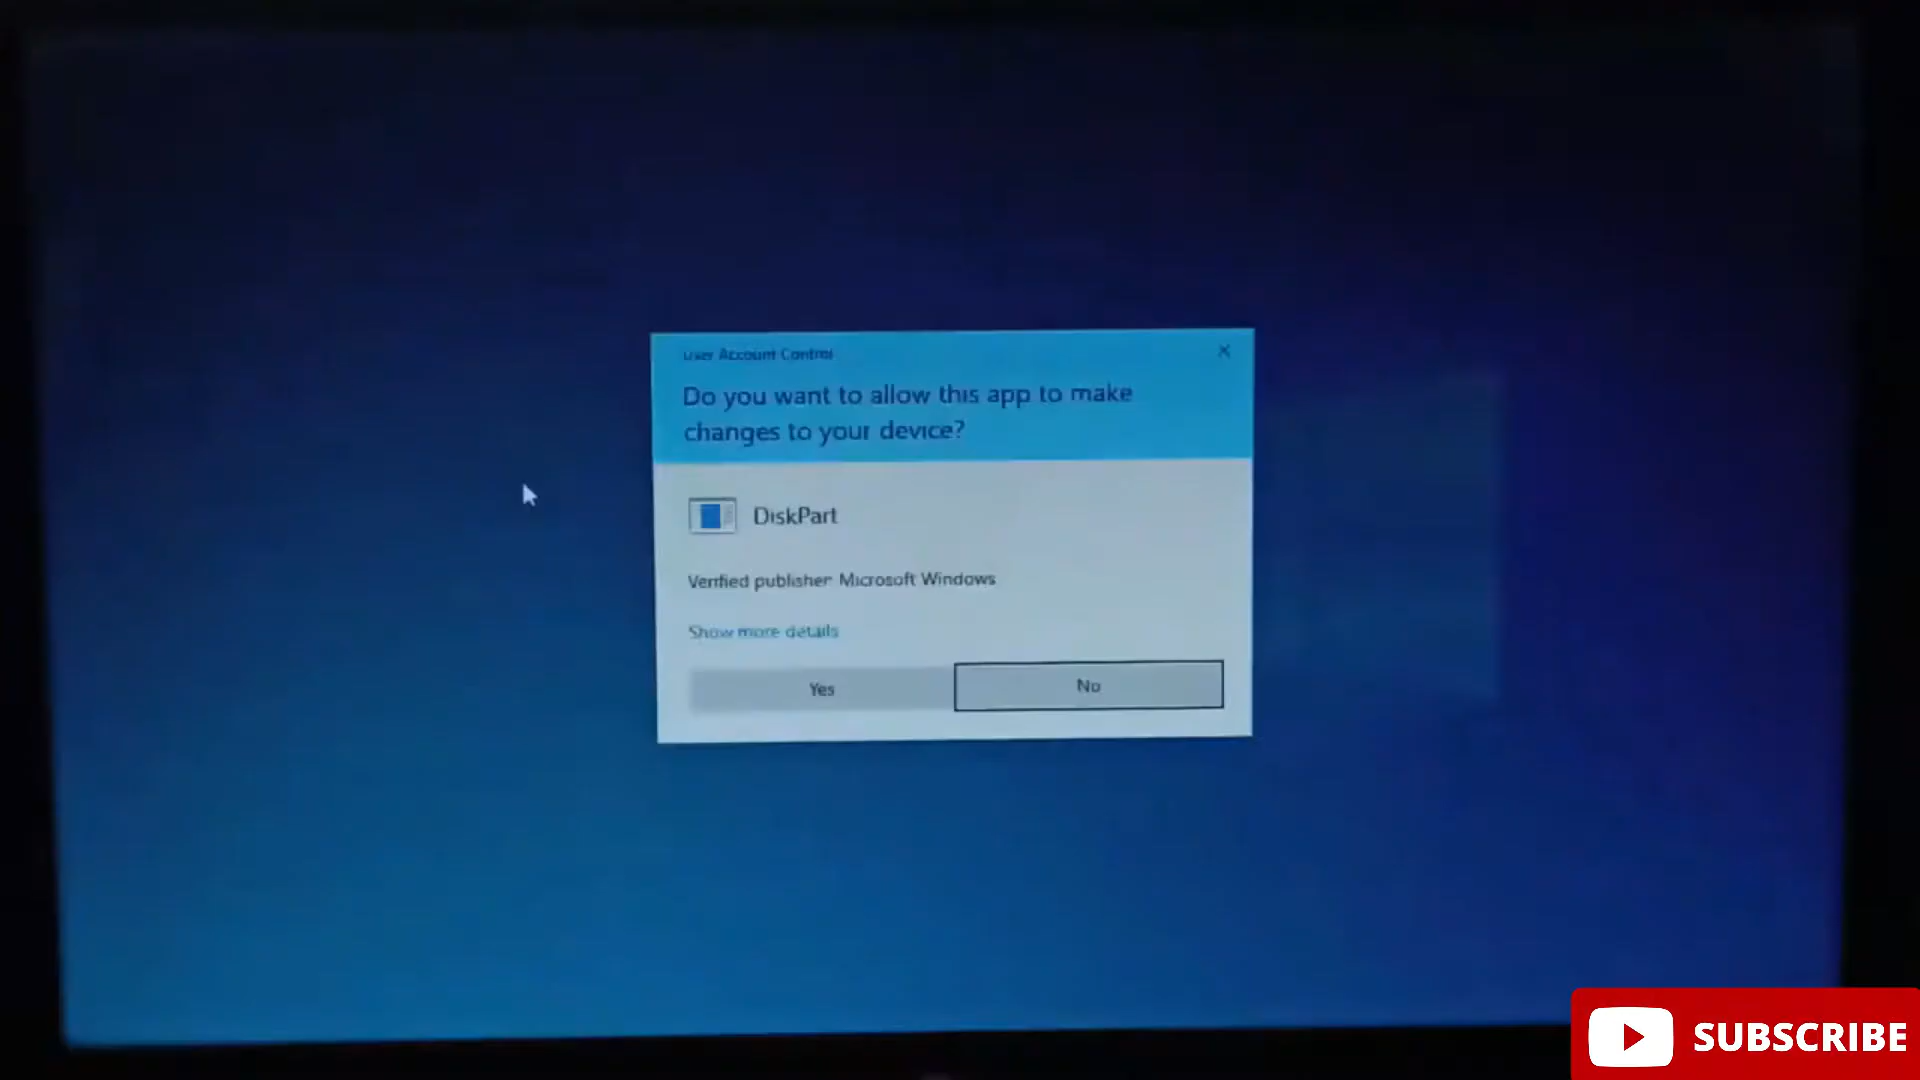 User Account Control
Do you want to allow this app to make
changes to your device?
DiskPart
Verified publisher: Microsoft Windows
Show more details
Yes
No
SUBSCRIBE